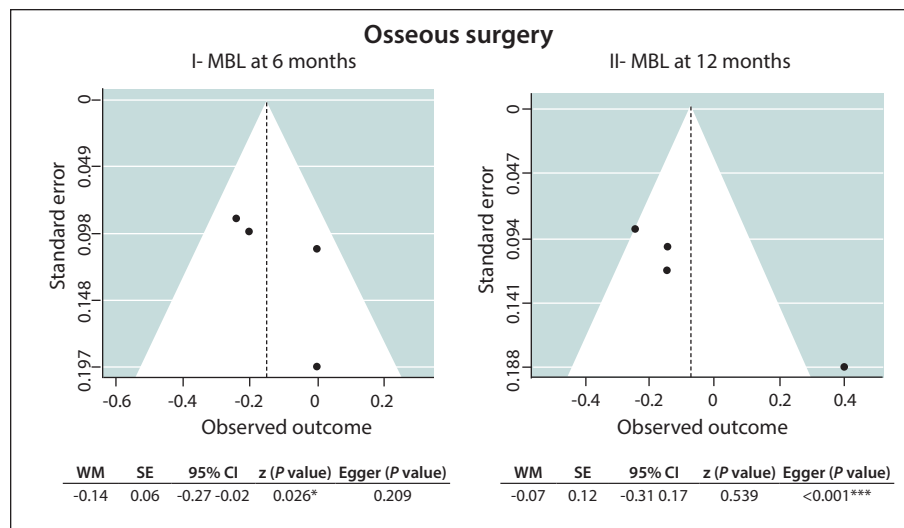 Osseous surgery
I- MBL at 6 months
0
0.049
0.098
0.148
0.197
Standard error
-0.6 -0.4 -0.2 0 0.2
Observed outcome
WM SE 95% CI z (P value) Egger (P value)
-0.14 0.06 -0.27 -0.02 0.026* 0.209
II- MBL at 12 months
0
0.047
0.094
0.141
0.188
Standard error
-0.4 -0.2 0 0.2 0.4
Observed outcome
WM SE 95% CI z (P value) Egger (P value)
-0.07 0.12 -0.31 0.17 0.539 <0.001***